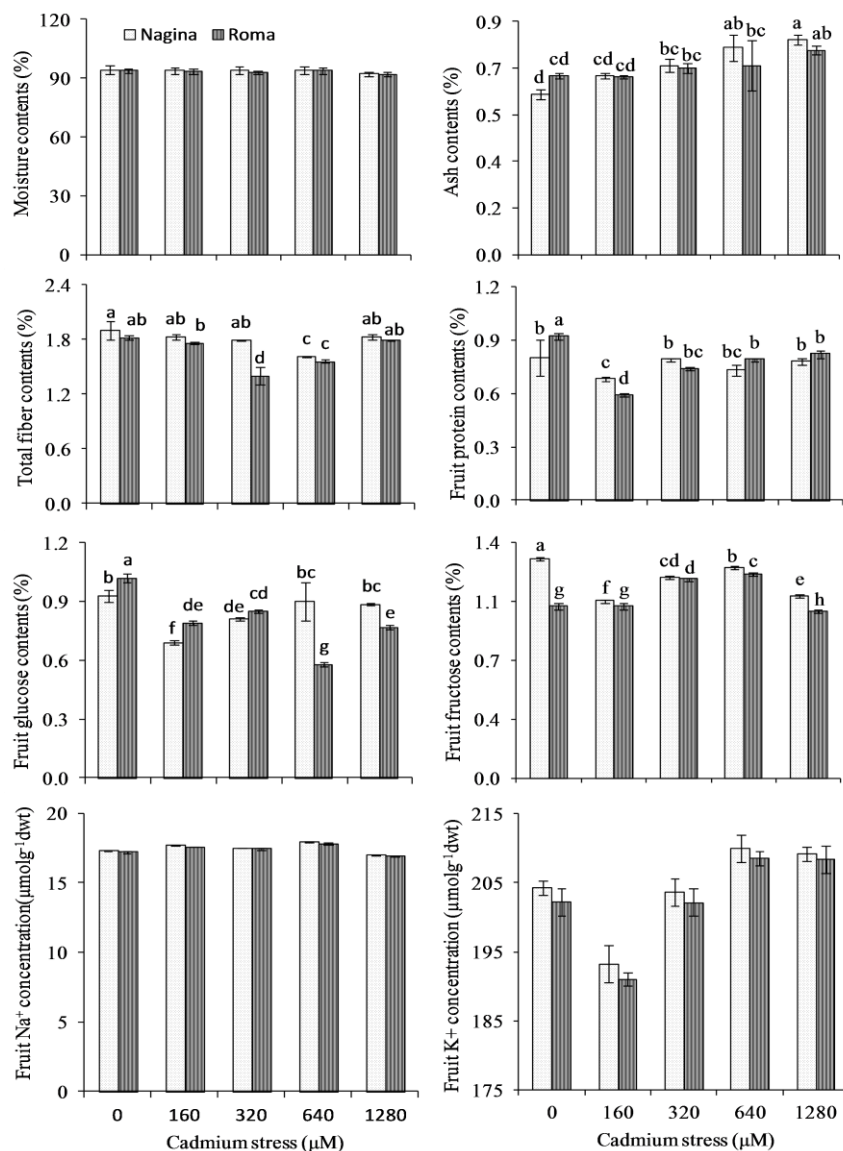 Moisture contents (%)
120
90
60
30
0
Nagina
Roma
Ash contents (%)
0.9
0.7
0.4
0.2
0.0
d cd cd cd bc bc ab bc a ab
Total fiber contents (%)
2.4
1.8
1.2
0.6
0.0
a ab ab b ab d c c ab ab
Fruit protein contents (%)
1.2
0.9
0.6
0.3
0.0
b a c d b bc bc b b b
Fruit glucose contents (%)
1.2
0.9
0.6
0.3
0.0
b a f de de cd bc g bc e
Fruit fructose contents (%)
1.4
1.1
0.7
0.4
0.0
a g f g cd d b c e h
Fruit Na⁺ concentration(µmolg⁻¹dwt)
20
15
10
5
0
0 160 320 640 1280
Cadmium stress (µM)
Fruit K+ concentration (µmolg⁻¹dwt)
215
205
195
185
175
0 160 320 640 1280
Cadmium stress (µM)